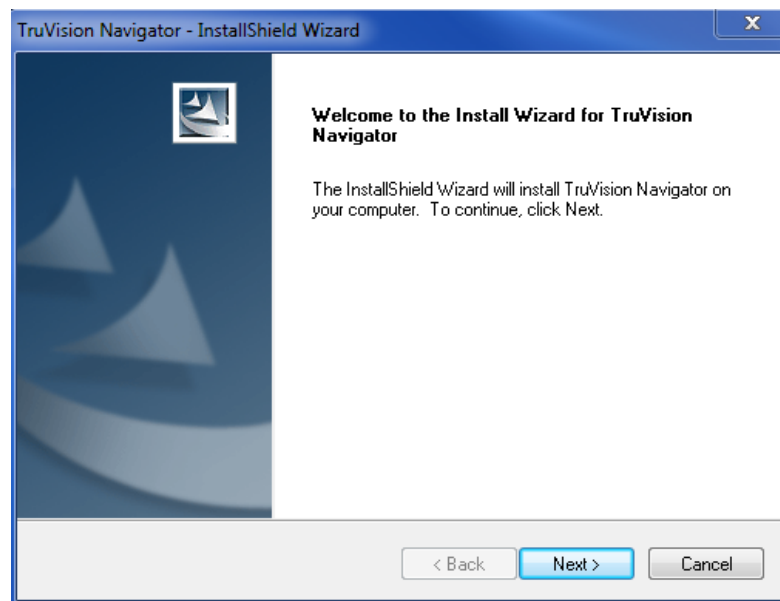 TruVision Navigator - InstallShield Wizard
Welcome to the Install Wizard for TruVision
Navigator
The InstallShield Wizard will install TruVision Navigator on
your computer. To continue, click Next.
< Back
Next >
Cancel